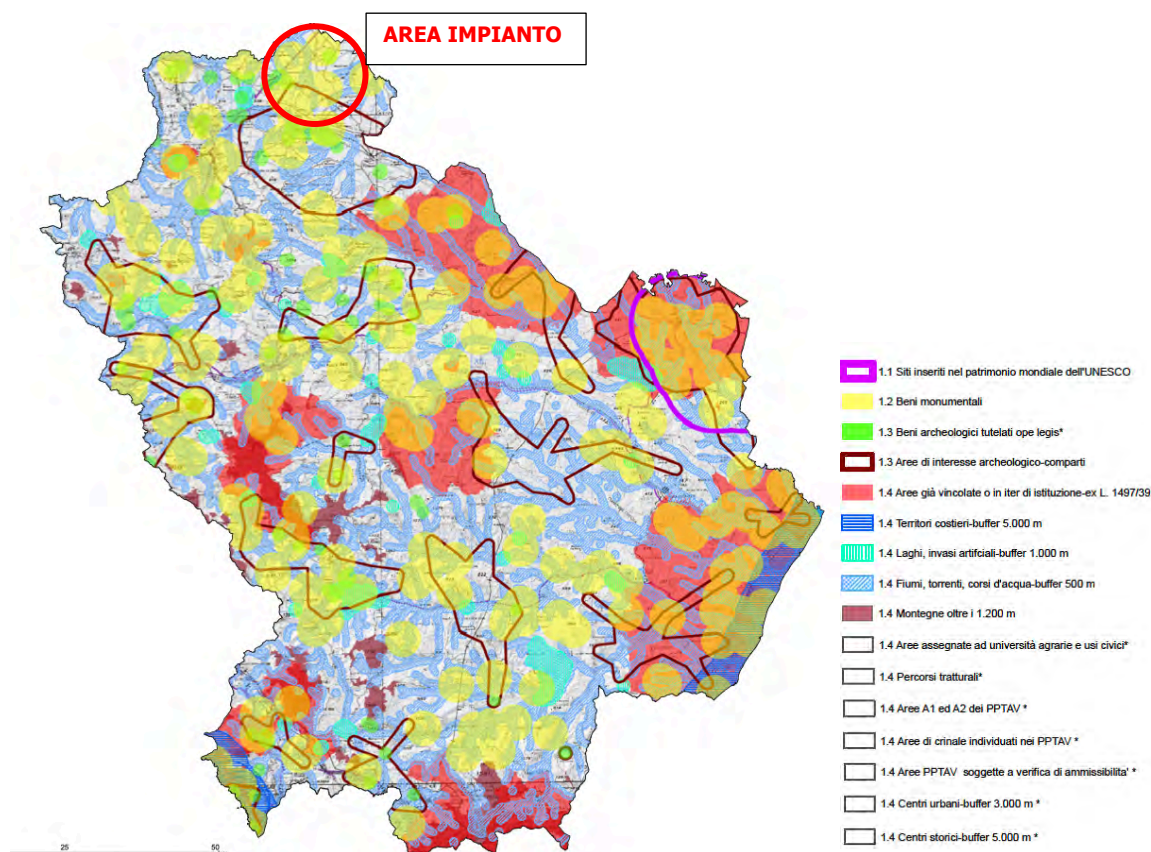 AREA IMPIANTO
1.1 Siti inseriti nel patrimonio mondiale dell'UNESCO
1.2 Beni monumentali
1.3 Beni archeologici tutelati ope legis*
1.3 Aree di interesse archeologico-comparti
1.4 Aree già vincolate o in iter di istituzione-ex L. 1497/39
1.4 Territori costieri-buffer 5.000 m
1.4 Laghi, invasi artifciali-buffer 1.000 m
1.4 Fiumi, torrenti, corsi d'acqua-buffer 500 m
1.4 Montegne oltre i 1.200 m
1.4 Aree assegnate ad università agrarie e usi civici*
1.4 Percorsi tratturali*
1.4 Aree A1 ed A2 dei PPTAV *
1.4 Aree di crinale individuati nei PPTAV *
1.4 Aree PPTAV soggette a verifica di ammissibilita' *
1.4 Centri urbani-buffer 3.000 m *
1.4 Centri storici-buffer 5.000 m *
25 50